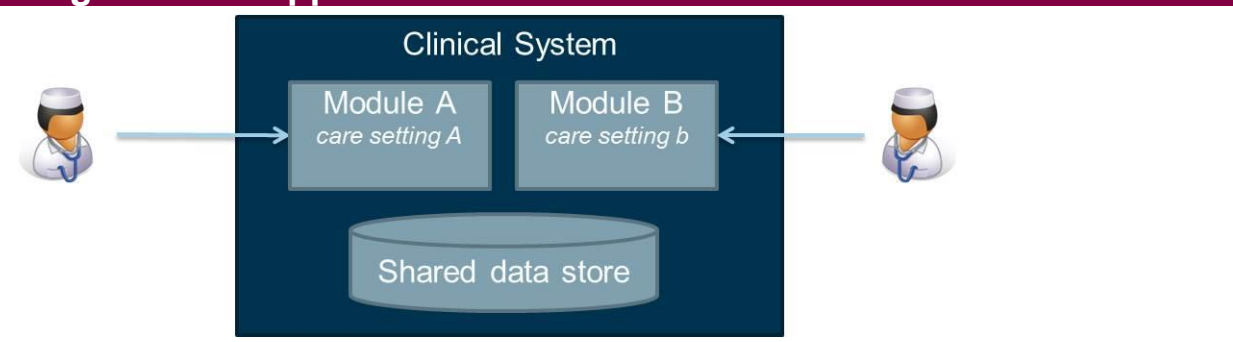 Clinical System
Module A
care setting A
Module B
care setting b
Shared data store